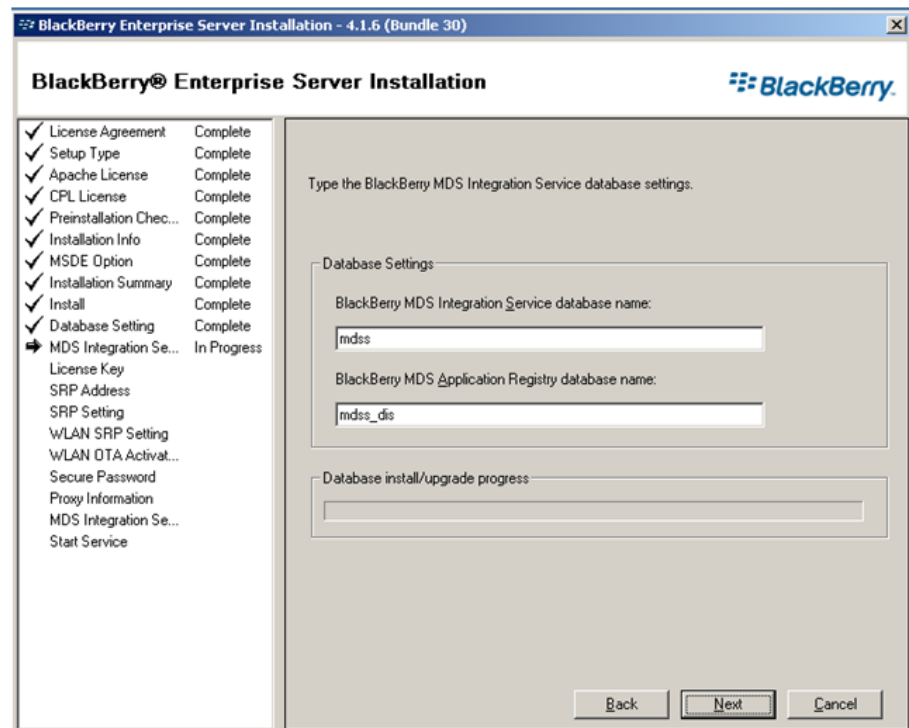 BlackBerry Enterprise Server Installation - 4.1.6 (Bundle 30)
BlackBerry® Enterprise Server Installation
BlackBerry.
License Agreement Complete
Setup Type Complete
Apache License Complete
CPL License Complete
Preinstallation Chec... Complete
Installation Info Complete
MSDE Option Complete
Installation Summary Complete
Install Complete
Database Setting Complete
MDS Integration Se... In Progress
License Key
SRP Address
SRP Setting
WLAN SRP Setting
WLAN OTA Activat...
Secure Password
Proxy Information
MDS Integration Se...
Start Service
Type the BlackBerry MDS Integration Service database settings.
Database Settings
BlackBerry MDS Integration Service database name:
mdss
BlackBerry MDS Application Registry database name:
mdss_dis
Database install/upgrade progress
Back Next Cancel